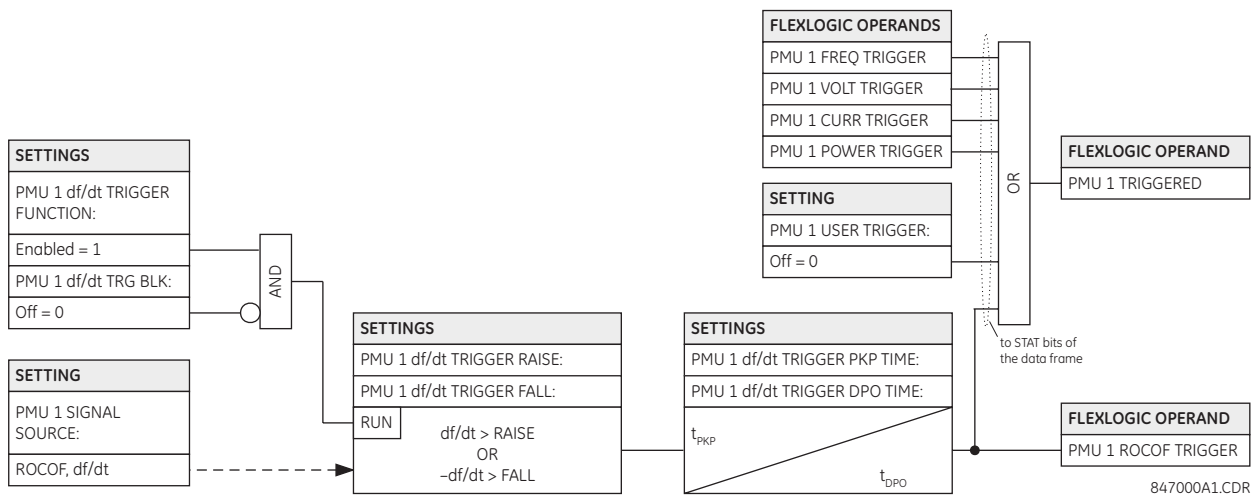 SETTINGS
PMU 1 df/dt TRIGGER
FUNCTION:
Enabled = 1
PMU 1 df/dt TRG BLK:
Off = 0
AND
SETTING
PMU 1 SIGNAL
SOURCE:
ROCOF, df/dt
SETTINGS
PMU 1 df/dt TRIGGER RAISE:
PMU 1 df/dt TRIGGER FALL:
RUN
df/dt > RAISE
OR
–df/dt > FALL
SETTINGS
PMU 1 df/dt TRIGGER PKP TIME:
PMU 1 df/dt TRIGGER DPO TIME:
tPKP
tDPO
FLEXLOGIC OPERANDS
PMU 1 FREQ TRIGGER
PMU 1 VOLT TRIGGER
PMU 1 CURR TRIGGER
PMU 1 POWER TRIGGER
SETTING
PMU 1 USER TRIGGER:
Off = 0
OR
to STAT bits of
the data frame
FLEXLOGIC OPERAND
PMU 1 TRIGGERED
FLEXLOGIC OPERAND
PMU 1 ROCOF TRIGGER
847000A1.CDR